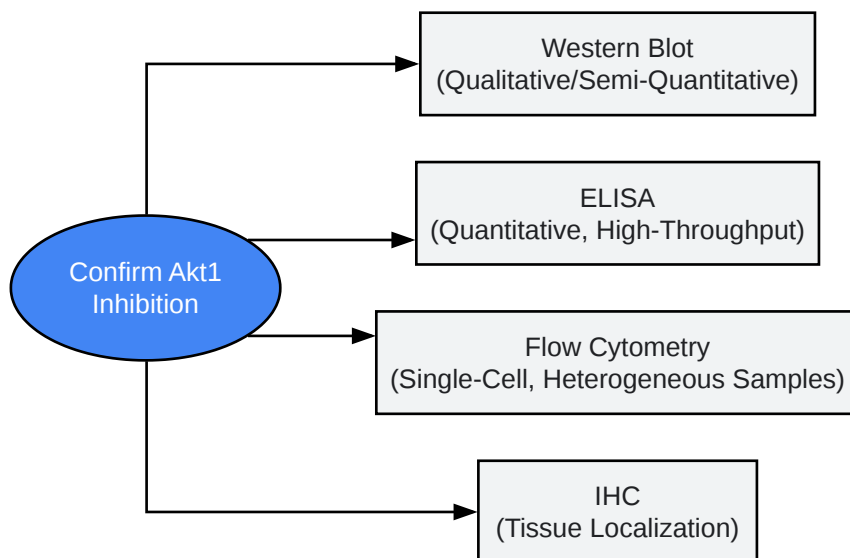 Western Blot
(Qualitative/Semi-Quantitative)
ELISA
(Quantitative, High-Throughput)
Confirm Akt1
Inhibition
Flow Cytometry
(Single-Cell, Heterogeneous Samples)
IHC
(Tissue Localization)